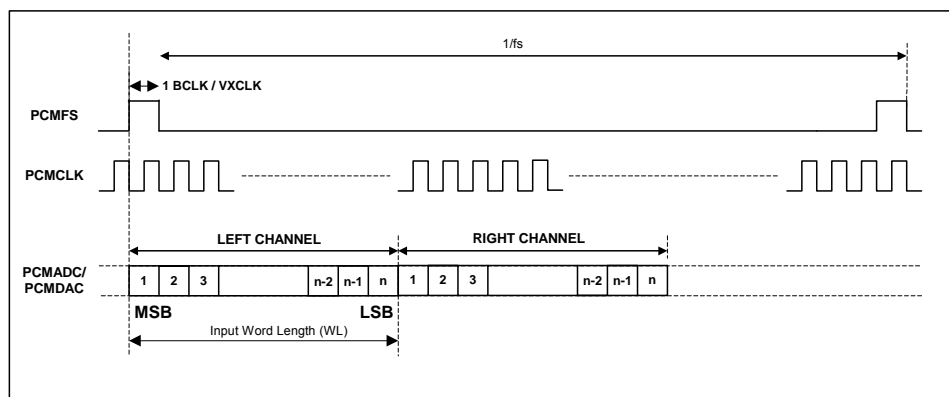 1/fs
1 BCLK / VXCLK
PCMFS
PCMCLK
LEFT CHANNEL
RIGHT CHANNEL
PCMADC/
PCMDAC
1 2 3 n-2 n-1 n 1 2 3 n-2 n-1 n
MSB LSB
Input Word Length (WL)